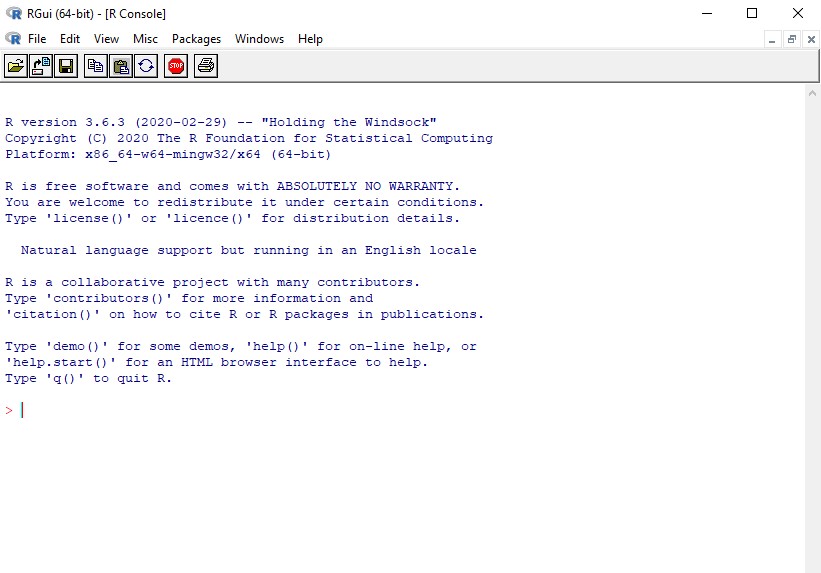 RGui (64-bit) - [R Console]
File Edit View Misc Packages Windows Help
STOP
R version 3.6.3 (2020-02-29) -- "Holding the Windsock"
Copyright (C) 2020 The R Foundation for Statistical Computing
Platform: x86_64-w64-mingw32/x64 (64-bit)
R is free software and comes with ABSOLUTELY NO WARRANTY.
You are welcome to redistribute it under certain conditions.
Type 'license()' or 'licence()' for distribution details.
Natural language support but running in an English locale
R is a collaborative project with many contributors.
Type 'contributors()' for more information and
'citation()' on how to cite R or R packages in publications.
Type 'demo()' for some demos, 'help()' for on-line help, or
'help.start()' for an HTML browser interface to help.
Type 'q()' to quit R.
>